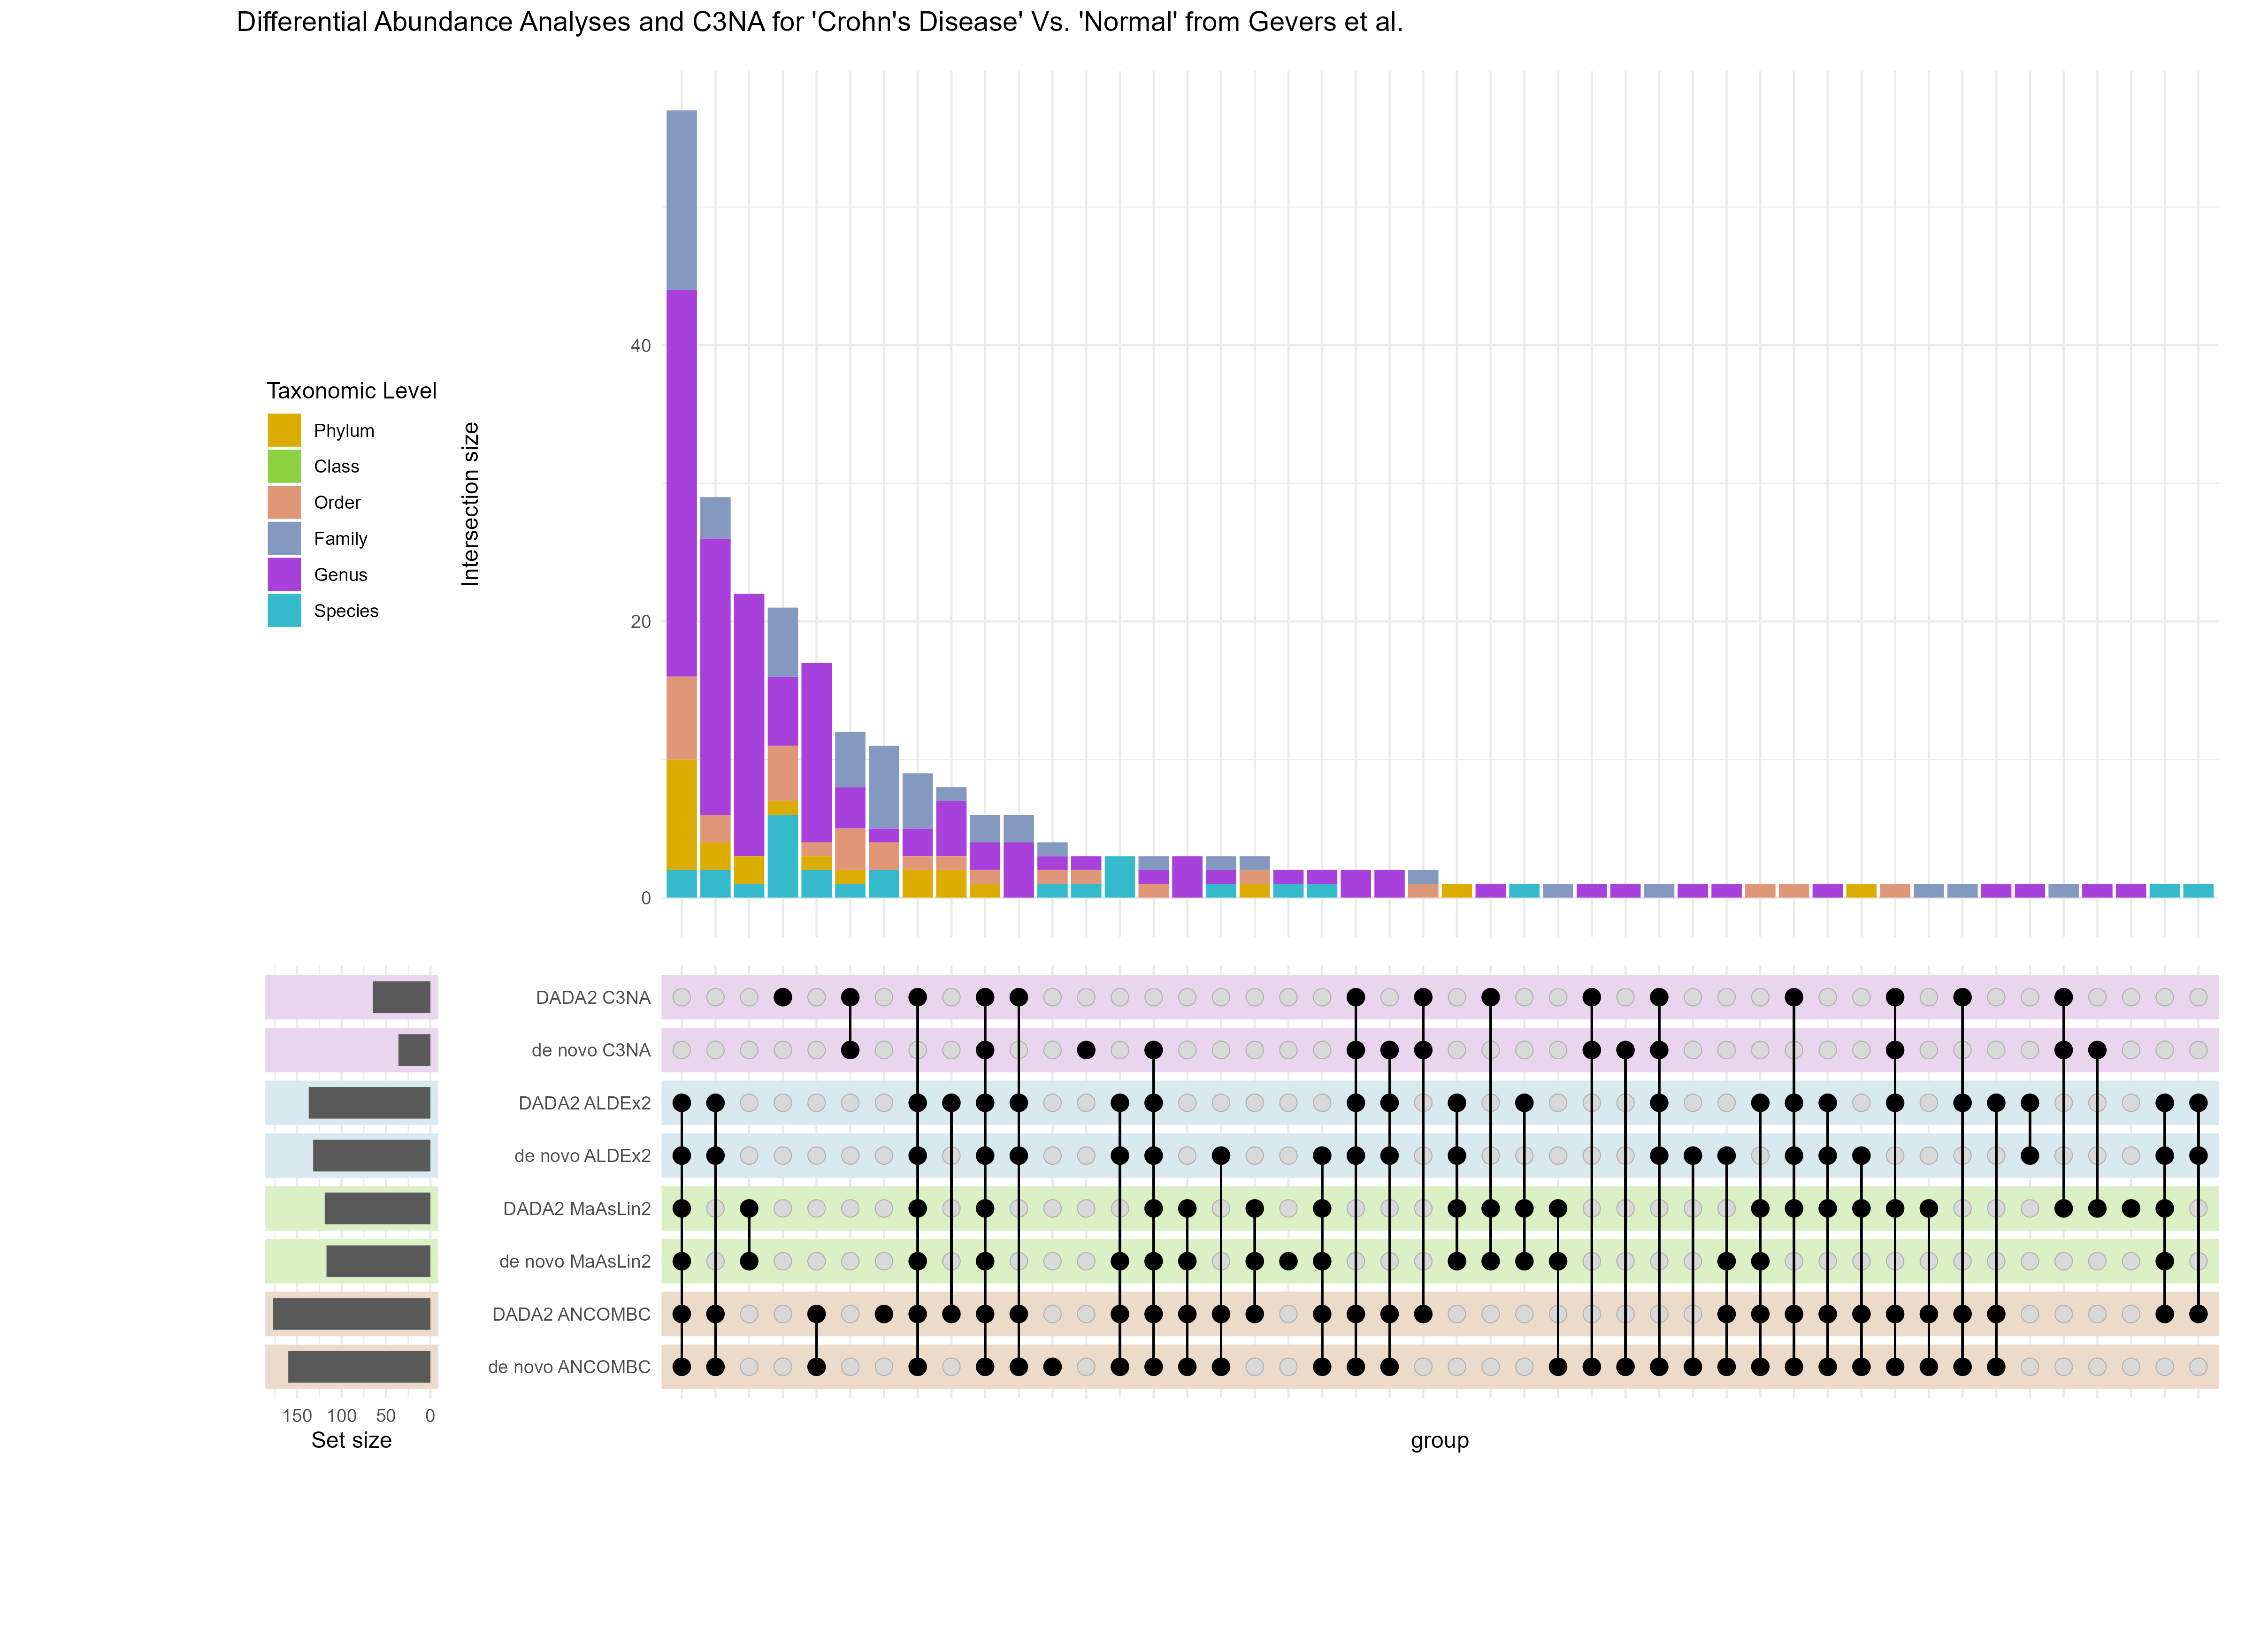 Differential Abundance Analyses and C3NA for 'Crohn's Disease' Vs. 'Normal' from Gevers et al.
40
20
0
Intersection size
Taxonomic Level
Phylum
Class
Order
Family
Genus
Species
DADA2 C3NA
de novo C3NA
DADA2 ALDEx2
de novo ALDEx2
DADA2 MaAsLin2
de novo MaAsLin2
DADA2 ANCOMBC
de novo ANCOMBC
150 100 50 0
Set size
group